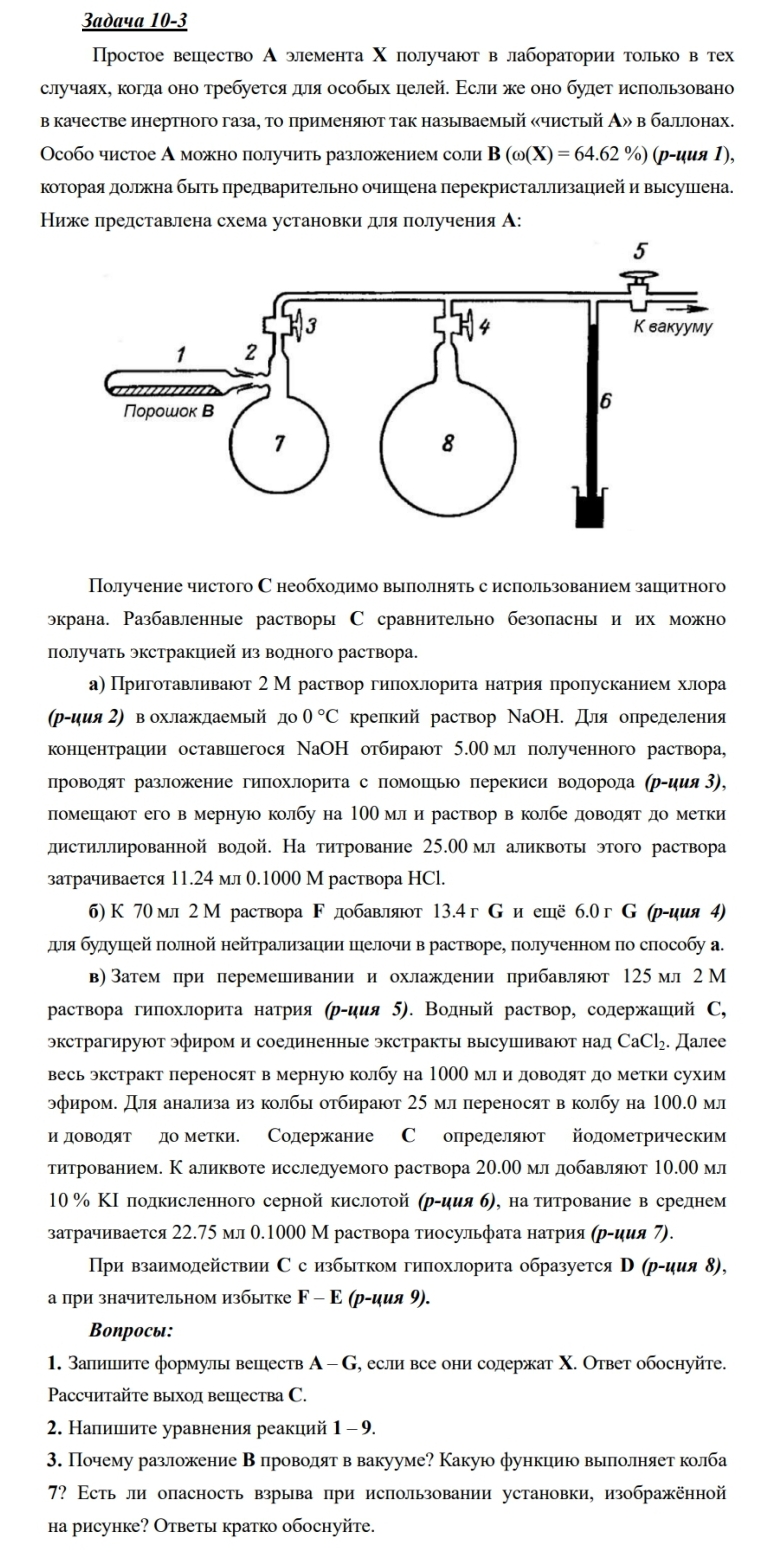 Задача 10-3
Простое вещество A элемента X получают в лаборатории только в тех
случаях, когда оно требуется для особых целей. Если же оно будет использовано
в качестве инертного газа, то применяют так называемый «чистый A» в баллонах.
Особо чистое A можно получить разложением соли B (ω(X) = 64.62 %) (р-ция 1),
которая должна быть предварительно очищена перекристаллизацией и высушена.
Ниже представлена схема установки для получения A:
5
К вакууму
3
4
1
2
Порошок В
6
7
8
Получение чистого C необходимо выполнять с использованием защитного
экрана. Разбавленные растворы C сравнительно безопасны и их можно
получать экстракцией из водного раствора.
а) Приготавливают 2 М раствор гипохлорита натрия пропусканием хлора
(р-ция 2) в охлаждаемый до 0 °C крепкий раствор NaOH. Для определения
концентрации оставшегося NaOH отбирают 5.00 мл полученного раствора,
проводят разложение гипохлорита с помощью перекиси водорода (р-ция 3),
помещают его в мерную колбу на 100 мл и раствор в колбе доводят до метки
дистиллированной водой. На титрование 25.00 мл аликвоты этого раствора
затрачивается 11.24 мл 0.1000 М раствора HCl.
б) К 70 мл 2 М раствора F добавляют 13.4 г G и ещё 6.0 г G (р-ция 4)
для будущей полной нейтрализации щелочи в растворе, полученном по способу а.
в) Затем при перемешивании и охлаждении прибавляют 125 мл 2 М
раствора гипохлорита натрия (р-ция 5). Водный раствор, содержащий C,
экстрагируют эфиром и соединенные экстракты высушивают над CaCl₂. Далее
весь экстракт переносят в мерную колбу на 1000 мл и доводят до метки сухим
эфиром. Для анализа из колбы отбирают 25 мл переносят в колбу на 100.0 мл
и доводят до метки. Содержание C определяют йодометрическим
титрованием. К аликвоте исследуемого раствора 20.00 мл добавляют 10.00 мл
10 % KI подкисленного серной кислотой (р-ция 6), на титрование в среднем
затрачивается 22.75 мл 0.1000 М раствора тиосульфата натрия (р-ция 7).
При взаимодействии C с избытком гипохлорита образуется D (р-ция 8),
а при значительном избытке F – E (р-ция 9).
Вопросы:
1. Запишите формулы веществ A – G, если все они содержат X. Ответ обоснуйте.
Рассчитайте выход вещества C.
2. Напишите уравнения реакций 1 – 9.
3. Почему разложение B проводят в вакууме? Какую функцию выполняет колба
7? Есть ли опасность взрыва при использовании установки, изображённой
на рисунке? Ответы кратко обоснуйте.